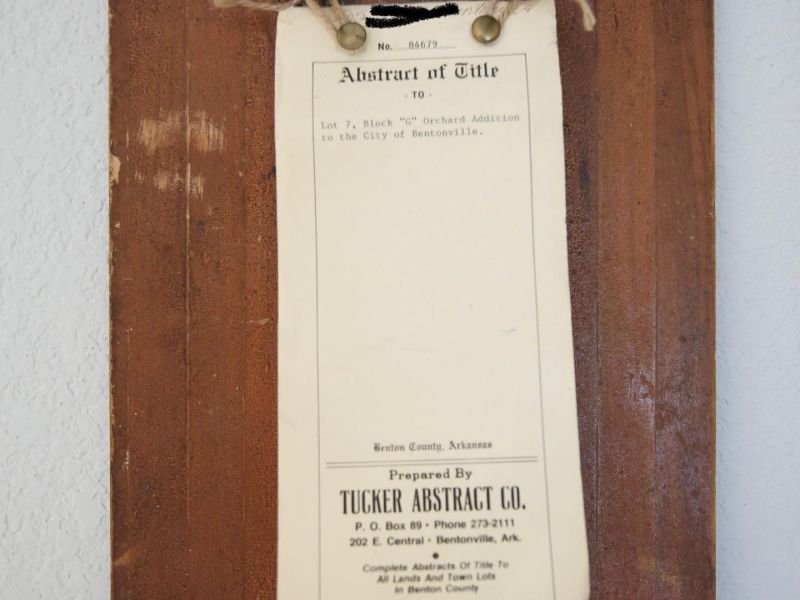 No. 84679
Abstract of Title
- TO -
Lot 7, Block "G" Orchard Addition
to the City of Bentonville.
Benton County, Arkansas
Prepared By
TUCKER ABSTRACT CO.
P. O. Box 89 • Phone 273-2111
202 E. Central • Bentonville, Ark.
Complete Abstracts Of Title To
All Lands And Town Lots
In Benton County